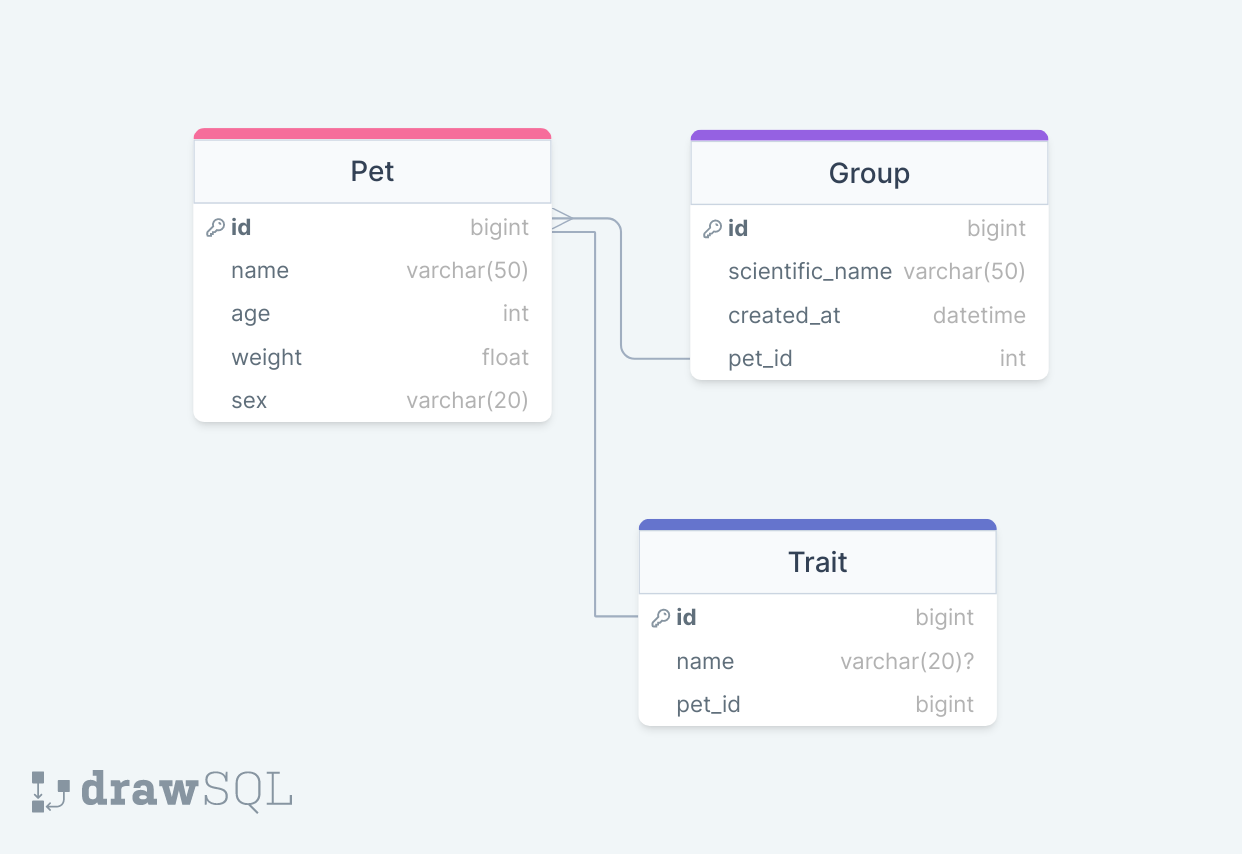 Pet
id bigint
name varchar(50)
age int
weight float
sex varchar(20)
Group
id bigint
scientific_name varchar(50)
created_at datetime
pet_id int
Trait
id bigint
name varchar(20)?
pet_id bigint
drawSQL